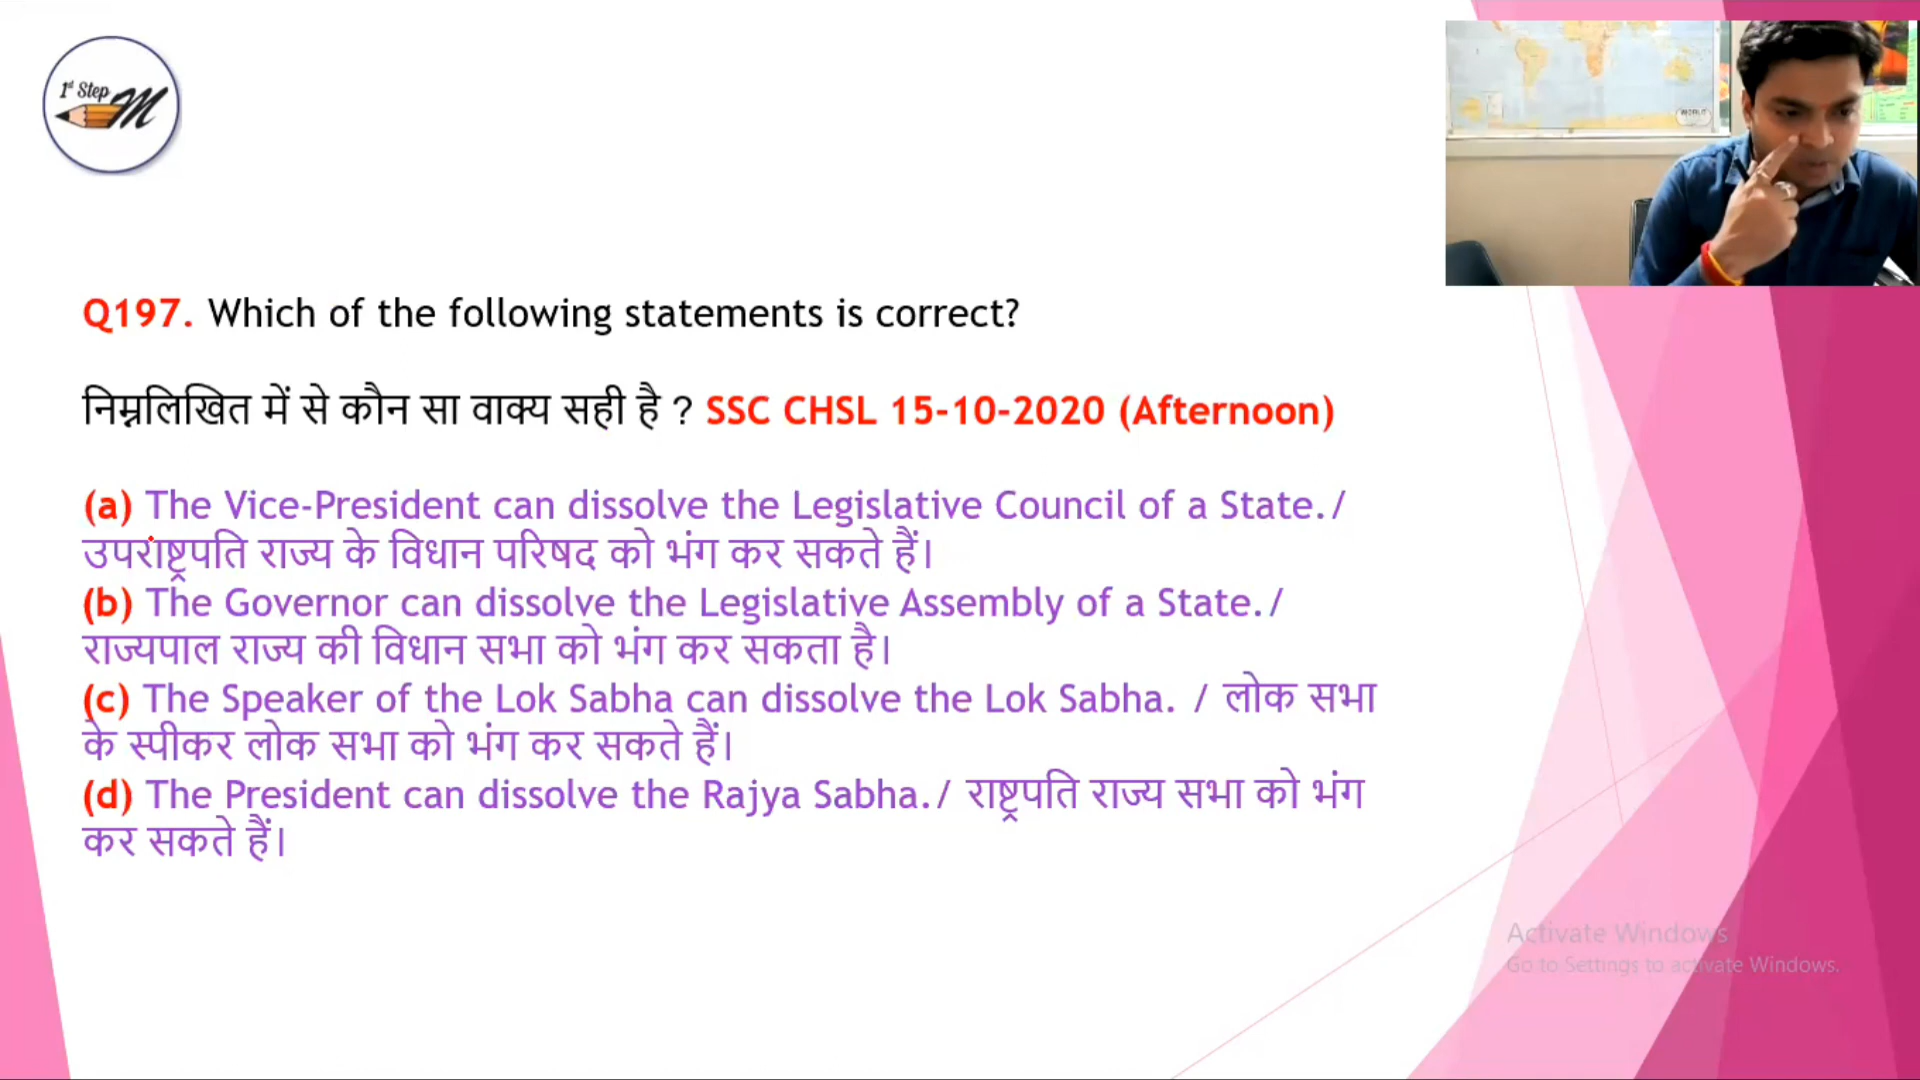 1st Step
M
WORLD
Q197. Which of the following statements is correct?
निम्नलिखित में से कौन सा वाक्य सही है ? SSC CHSL 15-10-2020 (Afternoon)
(a) The Vice-President can dissolve the Legislative Council of a State./
उपराष्ट्रपति राज्य के विधान परिषद को भंग कर सकते हैं।
(b) The Governor can dissolve the Legislative Assembly of a State./
राज्यपाल राज्य की विधान सभा को भंग कर सकता है।
(c) The Speaker of the Lok Sabha can dissolve the Lok Sabha. / लोक सभा
के स्पीकर लोक सभा को भंग कर सकते हैं।
(d) The President can dissolve the Rajya Sabha./ राष्ट्रपति राज्य सभा को भंग
कर सकते हैं।
Activate Windows
Go to Settings to activate Windows.